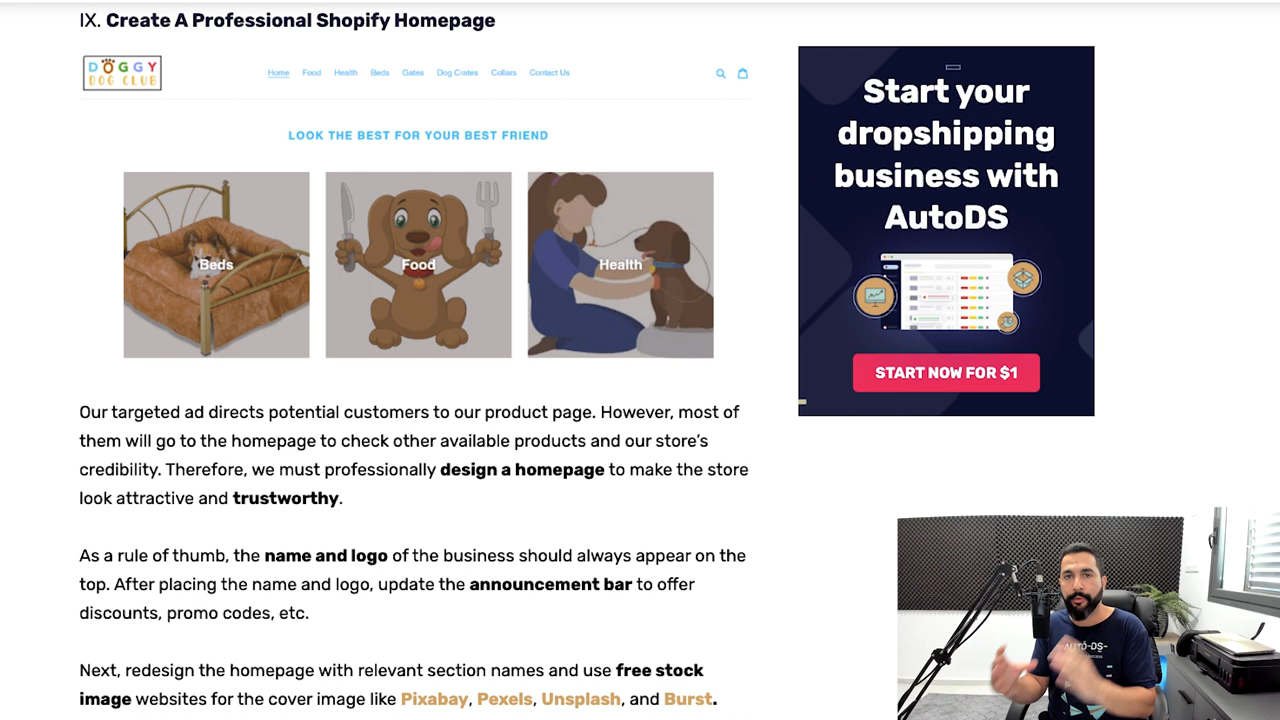 IX. Create A Professional Shopify Homepage
DOGGY
DOG CLUB
Home Food Health Beds Gates Dog Crates Collars Contact Us
LOOK THE BEST FOR YOUR BEST FRIEND
Beds
Food
Health
Our targeted ad directs potential customers to our product page. However, most of
them will go to the homepage to check other available products and our store's
credibility. Therefore, we must professionally design a homepage to make the store
look attractive and trustworthy.
As a rule of thumb, the name and logo of the business should always appear on the
top. After placing the name and logo, update the announcement bar to offer
discounts, promo codes, etc.
Next, redesign the homepage with relevant section names and use free stock
image websites for the cover image like Pixabay, Pexels, Unsplash, and Burst.
Start your
dropshipping
business with
AutoDS
START NOW FOR $1
AUTO-DS